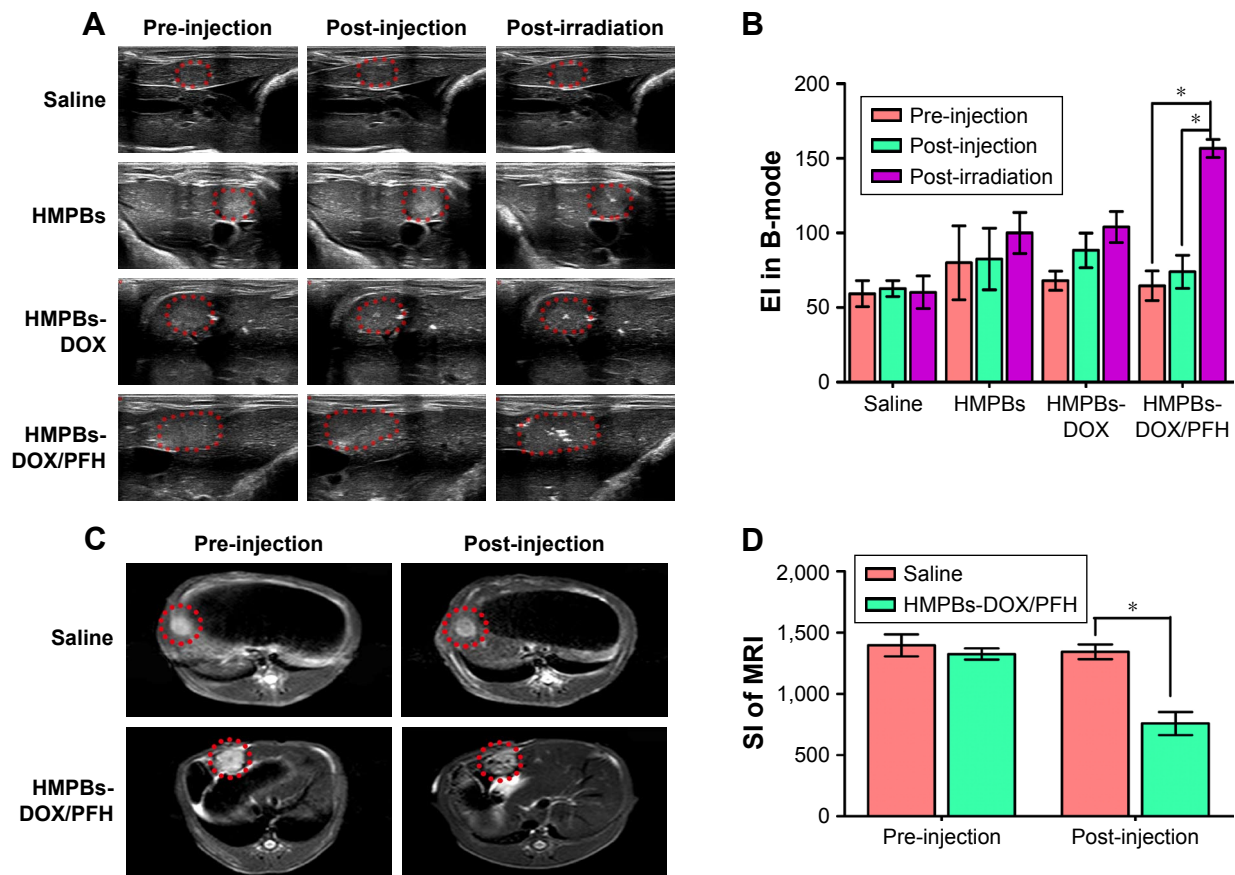 A
Pre-injection Post-injection Post-irradiation
Saline
HMPBs
HMPBs-
DOX
HMPBs-
DOX/PFH
B
EI in B-mode
200
150
100
50
0
Pre-injection
Post-injection
Post-irradiation
*
*
Saline HMPBs HMPBs- HMPBs-
DOX DOX/PFH
C
Pre-injection Post-injection
Saline
HMPBs-
DOX/PFH
D
SI of MRI
2,000
1,500
1,000
500
0
Saline
HMPBs-DOX/PFH
*
Pre-injection Post-injection